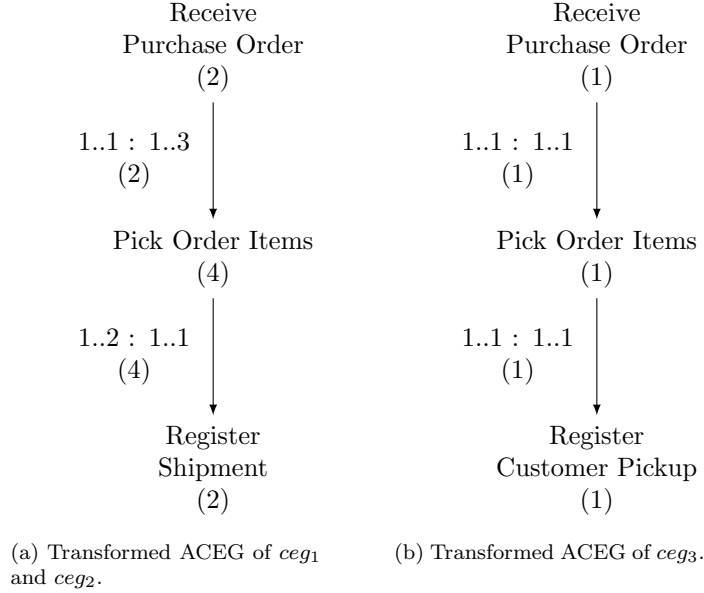 Receive
Purchase Order
(2)
1..1 : 1..3
(2)
Pick Order Items
(4)
1..2 : 1..1
(4)
Register
Shipment
(2)
(a) Transformed ACEG of ceg1
and ceg2.
Receive
Purchase Order
(1)
1..1 : 1..1
(1)
Pick Order Items
(1)
1..1 : 1..1
(1)
Register
Customer Pickup
(1)
(b) Transformed ACEG of ceg3.